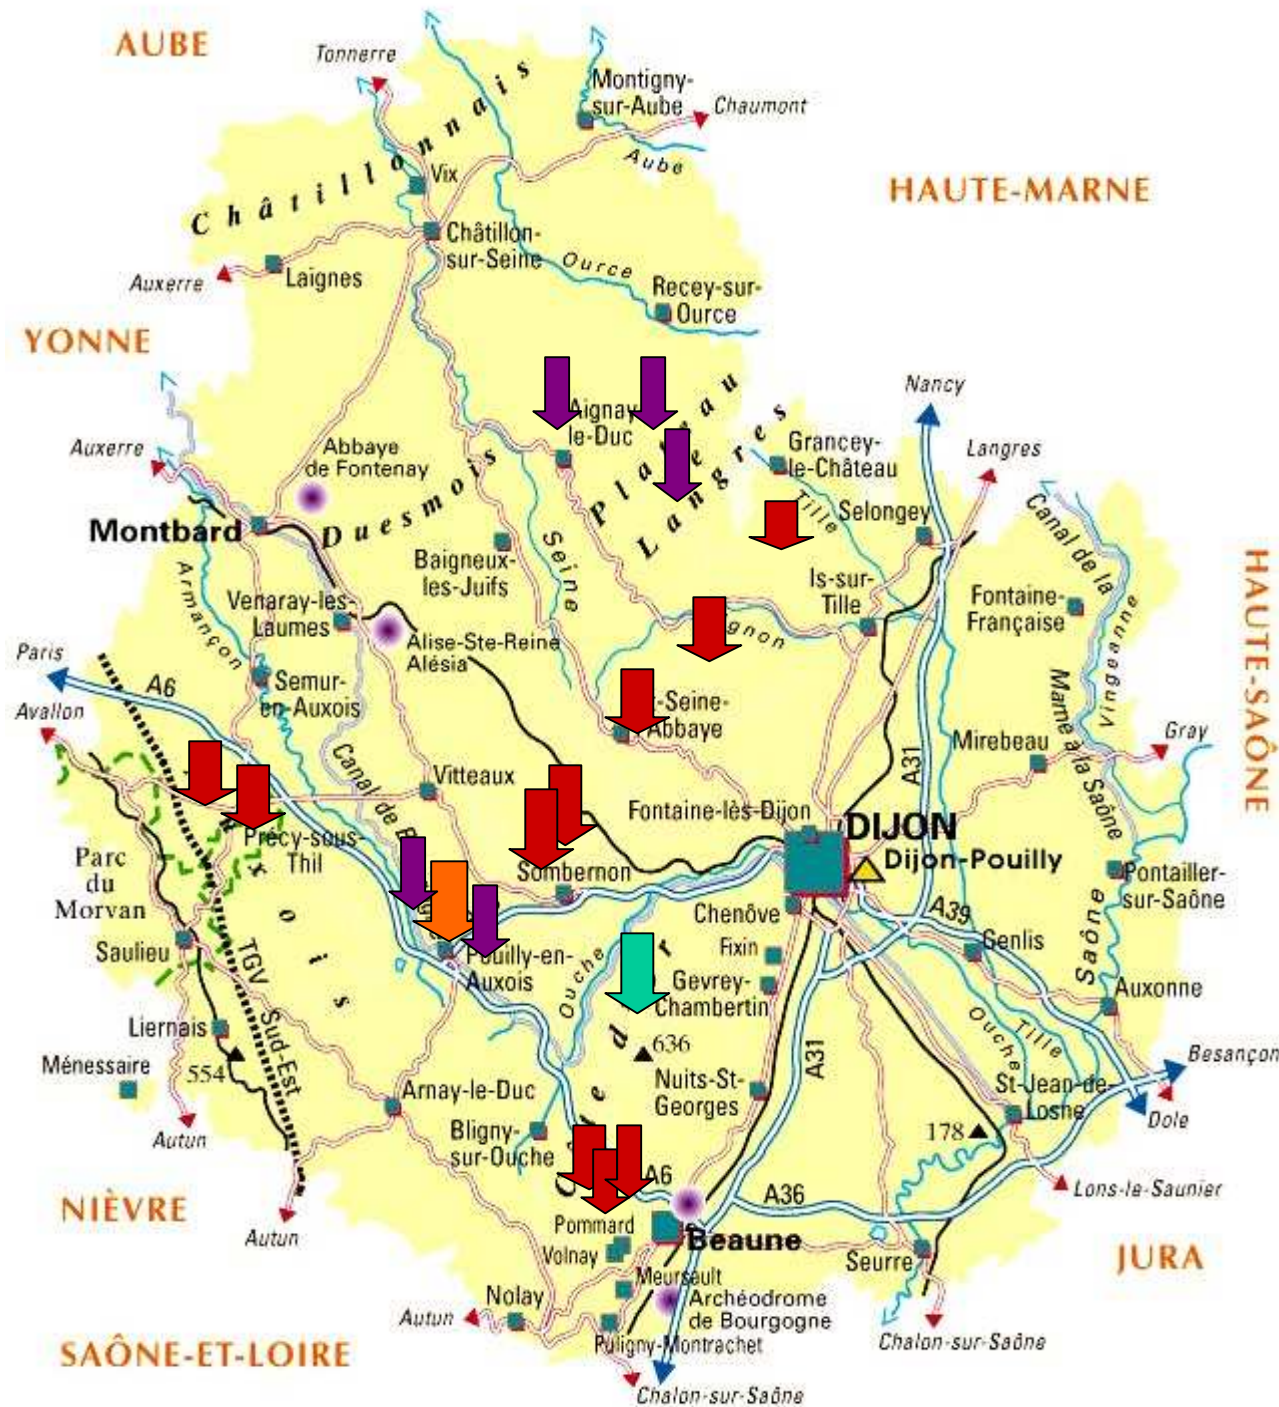 AUBE
Tonnerre
Châtillonnais
Montigny-
sur-Aube
Chaumont
Aube
Vix
HAUTE-MARNE
Châtillon-
sur-Seine
Ource
Auxerre
Laignes
Recey-sur-
Ource
YONNE
Nancy
Aignay
le-Duc
Plateau
de
Langres
Grancey-
le-Château
Langres
Auxerre
Abbaye
de Fontenay
Duesmois
Tille
Selongey
Canal de la
Marne à la Saône
Montbard
Baigneux-
les-Juifs
Seine
Is-sur-
Tille
Fontaine-
Française
Vingeanne
HAUTE-SAÔNE
Armançon
Venaray-les-
Laumes
Alise-Ste-Reine
Alésia
Paris
A6
Semur-
en-Auxois
-Seine-
Abbaye
Avallon
A31
Mirebeau
Gray
Vitteaux
Canal de
Fontaine-lès-Dijon
DIJON
Dijon-Pouilly
Précy-sous-
Thil
Parc
du
Morvan
Sombernon
Pontailler-
sur-Saône
Chenôve
A39
Saône
Saulieu
TGV
Sud-Est
Pouilly-en-
Auxois
Ouche
Fixin
Genlis
Gevrey-
Chambertin
Auxonne
Liernais
554
636
A31
Ouche
Tille
Besançon
Ménessaire
Arnay-le-Duc
Nuits-St-
Georges
St-Jean-de-
Losne
Dole
Autun
Bligny-
sur-Ouche
178
A6
A36
Lons-le-Saunier
NIÈVRE
Autun
Pommard
Volnay
Beaune
Seurre
JURA
Meursault
Nolay
Archéodrome
de Bourgogne
Autun
Puligny-Montrachet
Chalon-sur-Saône
SAÔNE-ET-LOIRE
Chalon-sur-Saône